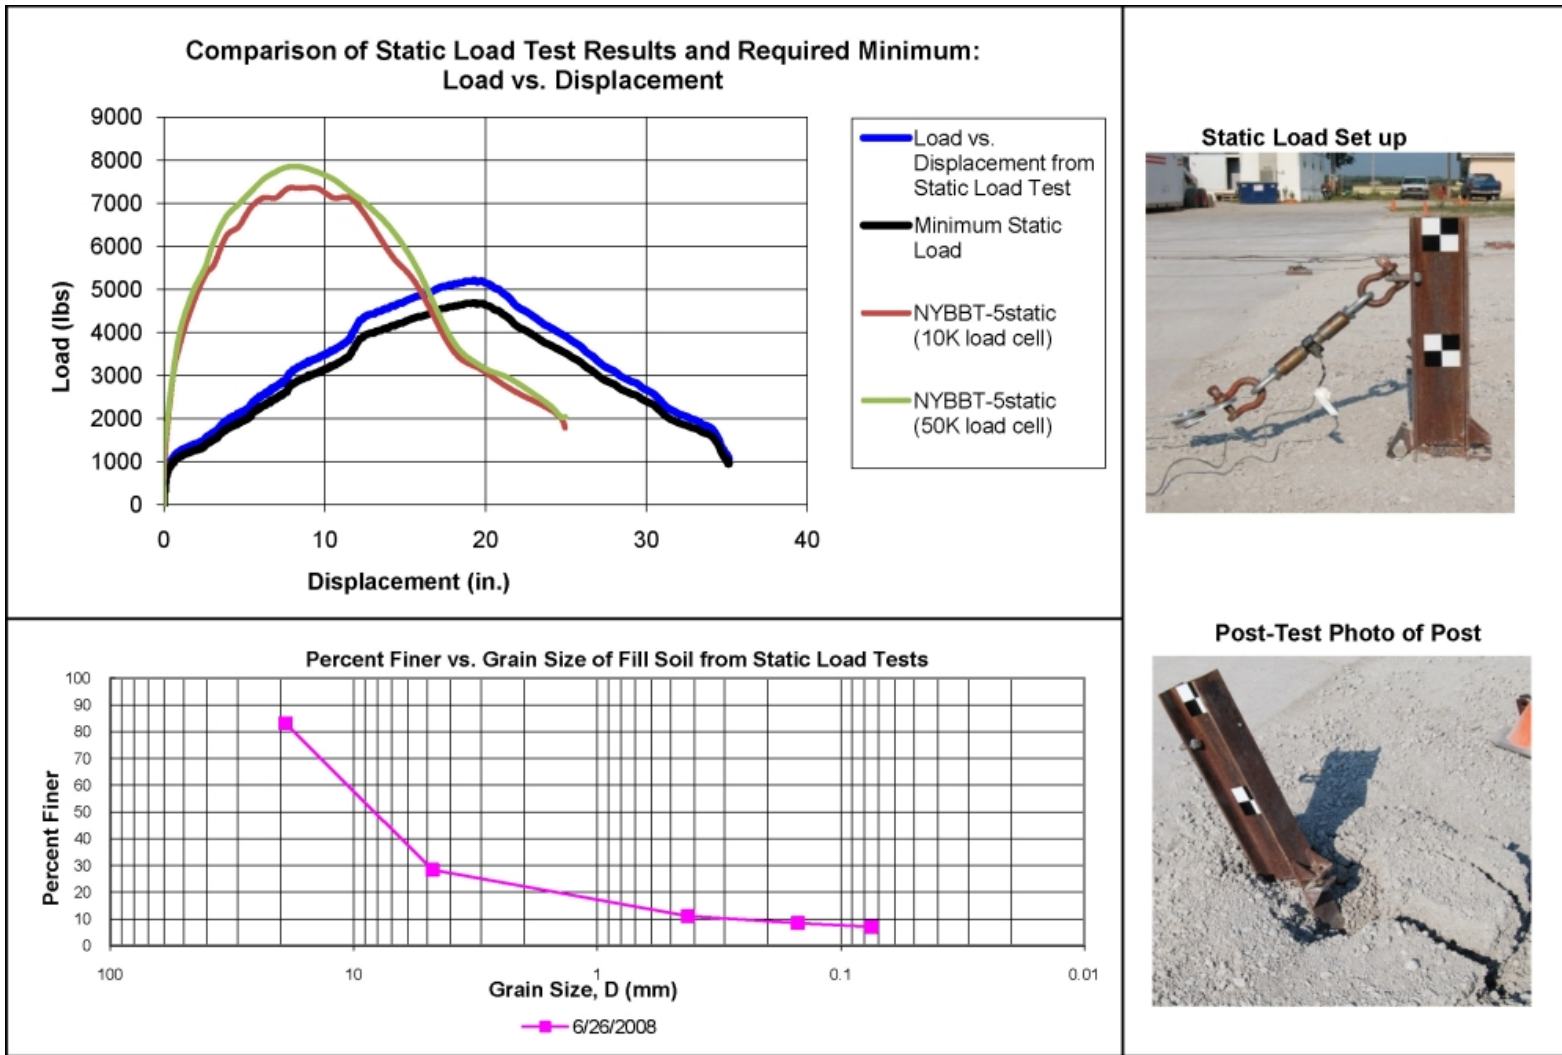 Comparison of Static Load Test Results and Required Minimum:
Load vs. Displacement
9000
8000
7000
6000
5000
4000
3000
2000
1000
0
Load (lbs)
0 10 20 30 40
Displacement (in.)
Load vs.
Displacement from
Static Load Test
Minimum Static
Load
NYBBT-5static
(10K load cell)
NYBBT-5static
(50K load cell)
Static Load Set up
Post-Test Photo of Post
Percent Finer vs. Grain Size of Fill Soil from Static Load Tests
100
90
80
70
60
50
40
30
20
10
0
Percent Finer
100 10 1 0.1 0.01
Grain Size, D (mm)
6/26/2008